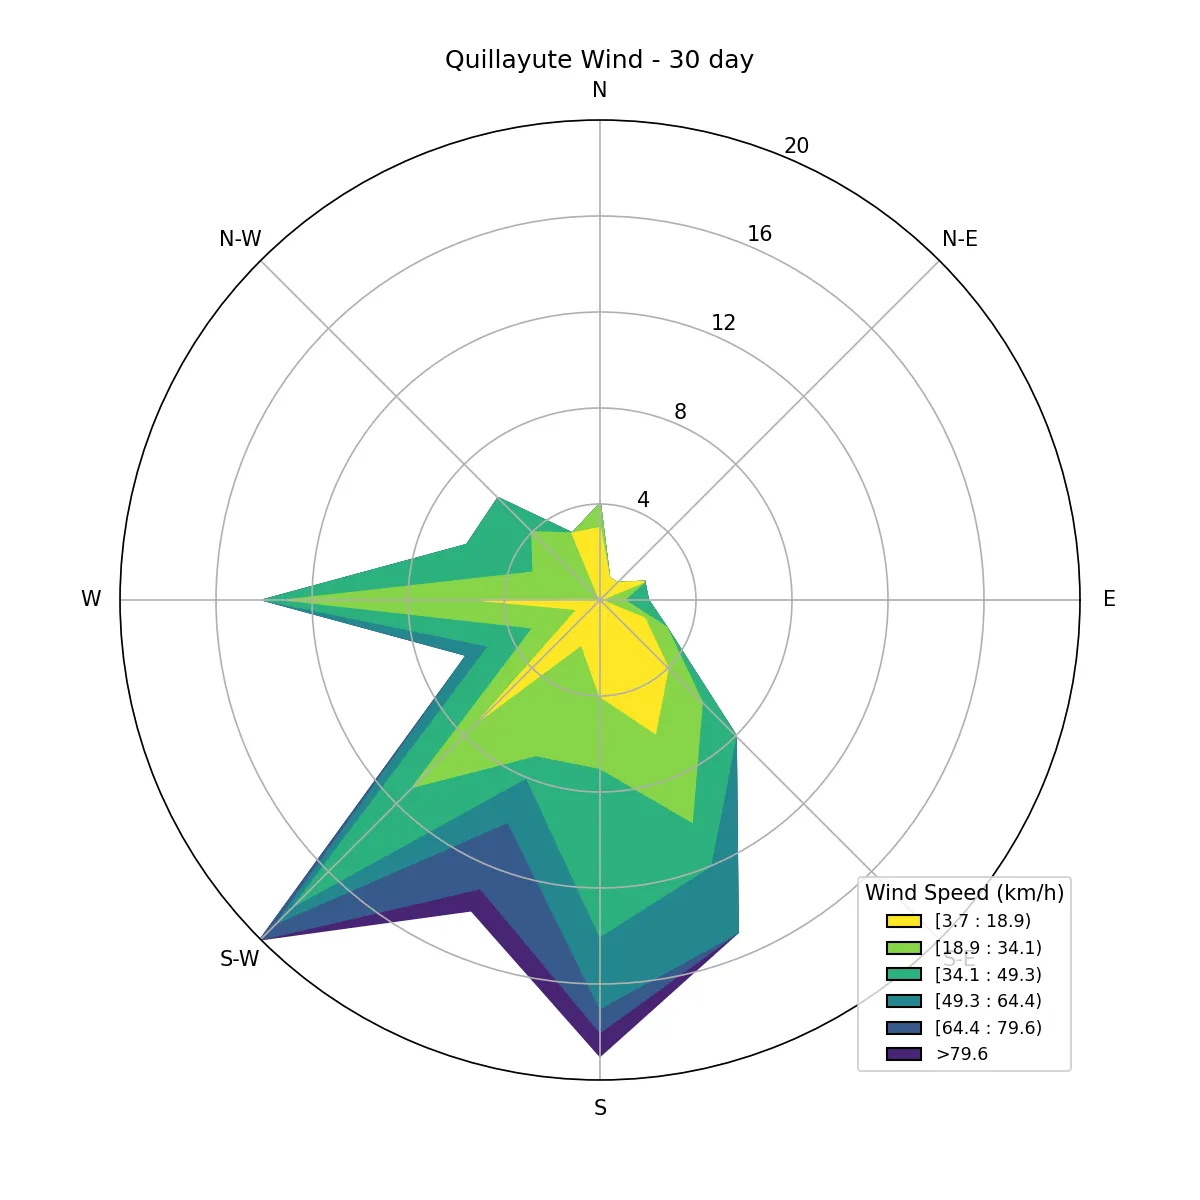 Quillayute Wind - 30 day
N
20
N-W
16
N-E
12
8
4
W
E
Wind Speed (km/h)
[3.7 : 18.9)
[18.9 : 34.1)
S-W
S-E
[34.1 : 49.3)
[49.3 : 64.4)
[64.4 : 79.6)
>79.6
S